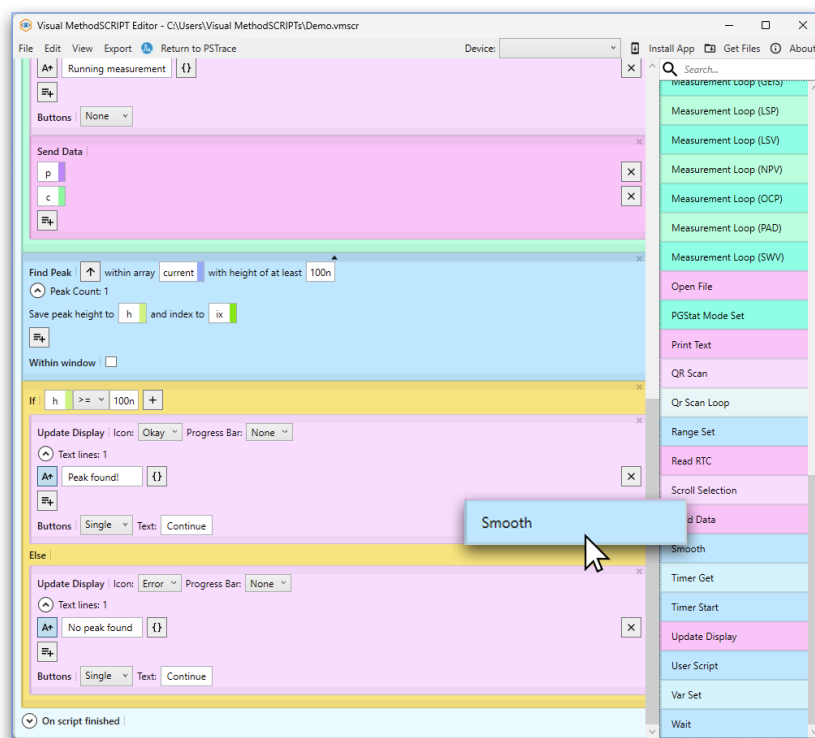 Visual MethodSCRIPT Editor - C:\Users\Visual MethodSCRIPTs\Demo.vmscr
File Edit View Export Return to PSTrace Device: Install App Get Files About
Running measurement {}
Buttons None
Send Data
p
c
Find Peak within array current with height of at least 100n
Peak Count: 1
Save peak height to h and index to ix
Within window
If h >= 100n +
Update Display Icon: Okay Progress Bar: None
Text lines: 1
A Peak found! {}
Buttons Single Text: Continue
Else
Update Display Icon: Error Progress Bar: None
Text lines: 1
A No peak found {}
Buttons Single Text: Continue
On script finished
Smooth
Search...
Measurement Loop (GEIS)
Measurement Loop (LSP)
Measurement Loop (LSV)
Measurement Loop (NPV)
Measurement Loop (OCP)
Measurement Loop (PAD)
Measurement Loop (SWV)
Open File
PGStat Mode Set
Print Text
QR Scan
Qr Scan Loop
Range Set
Read RTC
Scroll Selection
d Data
Smooth
Timer Get
Timer Start
Update Display
User Script
Var Set
Wait